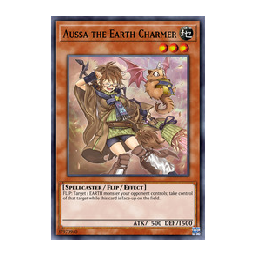 Aussa the Earth Charmer
[Spellcaster / Flip / Effect]
FLIP: Target 1 EARTH monster your opponent controls; take control
of that target while this card is face-up on the field.
ATK/ 500 DEF/1500